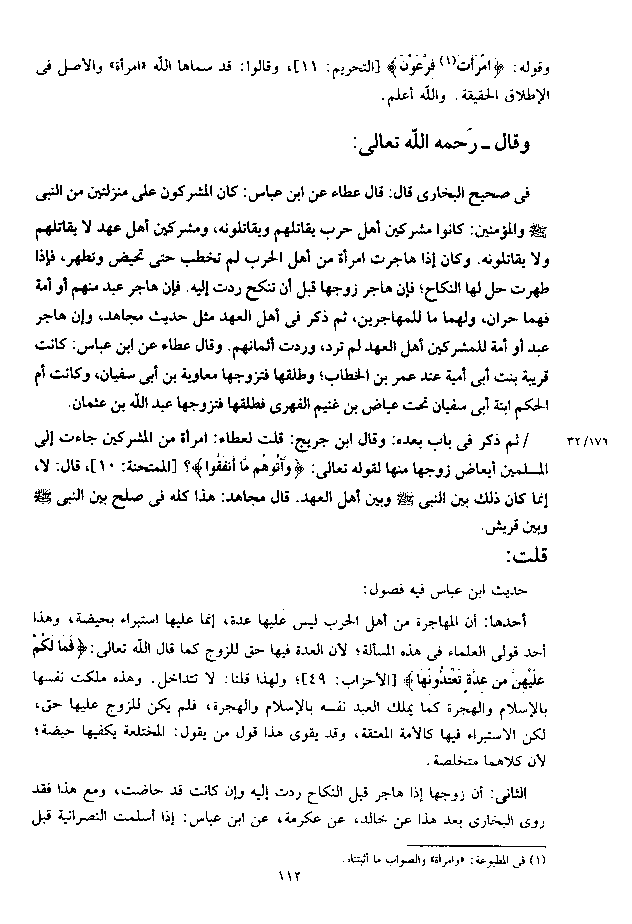 وقوله: ﴿امْرَأَتَ(١) فِرْعَوْنَ﴾ [التحريم: ١١]، وقالوا: قد سماها الله «امرأة» والأصل فى
الإطلاق الحقيقة. والله أعلم.
وقال ـ رَحمه الله تعالى:
فى صحيح البخارى قال: قال عطاء عن ابن عباس: كان المشركون على منزلتين من النبى
ﷺ والمؤمنين: كانوا مشركين أهل حرب يقاتلهم ويقاتلونه، ومشركين أهل عهد لا يقاتلهم
ولا يقاتلونه. وكان إذا هاجرت امرأة من أهل الحرب لم تخطب حتى تحيض وتطهر، فإذا
طهرت حل لها النكاح؛ فإن هاجر زوجها قبل أن تنكح ردت إليه. فإن هاجر عبد منهم أو أمة
فهما حران، ولهما ما للمهاجرين، ثم ذكر فى أهل العهد مثل حديث مجاهد، وإن هاجر
عبد أو أمة للمشركين أهل العهد لم ترد، وردت أثمانهم. وقال عطاء عن ابن عباس: كانت
قريبة بنت أبى أمية عند عمر بن الخطاب؛ وطلقها فتزوجها معاوية بن أبى سفيان، وكانت أم
الحكم ابنة أبى سفيان تحت عياض بن غنيم الفهرى فطلقها فتزوجها عبد الله بن عثمان.
٣٢/١٧٦ / ثم ذكر فى باب بعده: وقال ابن جريج: قلت لعطاء: امرأة من المشركين جاءت إلى
المسلمين أيعاض زوجها منها لقوله تعالى: ﴿وَآتُوهُم مَّا أَنفَقُوا﴾؟ [الممتحنة: ١٠]، قال: لا،
إنما كان ذلك بين النبى ﷺ وبين أهل العهد. قال مجاهد: هذا كله فى صلح بين النبى ﷺ
وبين قريش.
قلت:
حديث ابن عباس فيه فصول:
أحدها: أن المهاجرة من أهل الحرب ليس عليها عدة، إنما عليها استبراء بحيضة، وهذا
أحد قولى العلماء فى هذه المسألة؛ لأن العدة فيها حق للزوج كما قال الله تعالى: ﴿فَمَا لَكُمْ
عَلَيْهِنَّ مِنْ عِدَّةٍ تَعْتَدُّونَهَا﴾ [الأحزاب: ٤٩]؛ ولهذا قلنا: لا تتداخل. وهذه ملكت نفسها
بالإسلام والهجرة كما يملك العبد نفسه بالإسلام والهجرة، فلم يكن للزوج عليها حق،
لكن الاستبراء فيها كالأمة المعتقة، وقد يقوى هذا قول من يقول: المختلعة يكفيها حيضة؛
لأن كلاهما متخلصة.
الثانى: أن زوجها إذا هاجر قبل النكاح ردت إليه وإن كانت قد حاضت، ومع هذا فقد
روى البخارى بعد هذا عن خالد، عن عكرمة، عن ابن عباس: إذا أسلمت النصرانية قبل
(١) فى المطبوعة: «وامرأة» والصواب ما أثبتناه.
١١٢